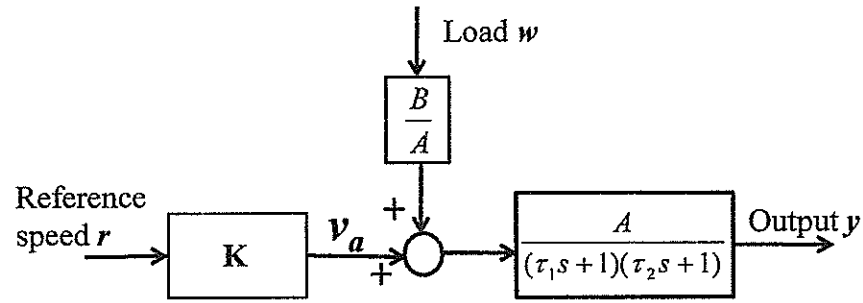 Load w
B
A
+
Reference
speed r
K
v_a
+
A
(τ₁s+1)(τ₂s+1)
Output y